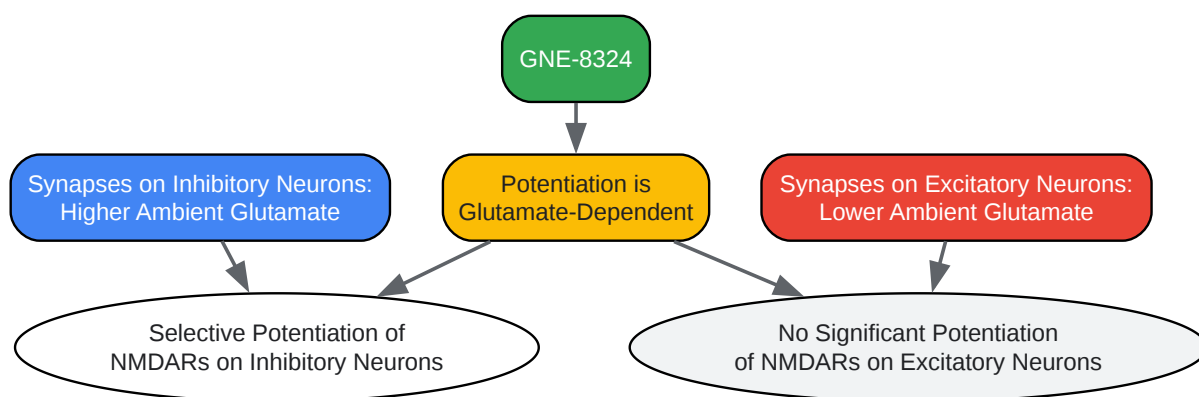 GNE-8324
Synapses on Inhibitory Neurons:
Higher Ambient Glutamate
Potentiation is
Glutamate-Dependent
Synapses on Excitatory Neurons:
Lower Ambient Glutamate
Selective Potentiation of
NMDARs on Inhibitory Neurons
No Significant Potentiation
of NMDARs on Excitatory Neurons